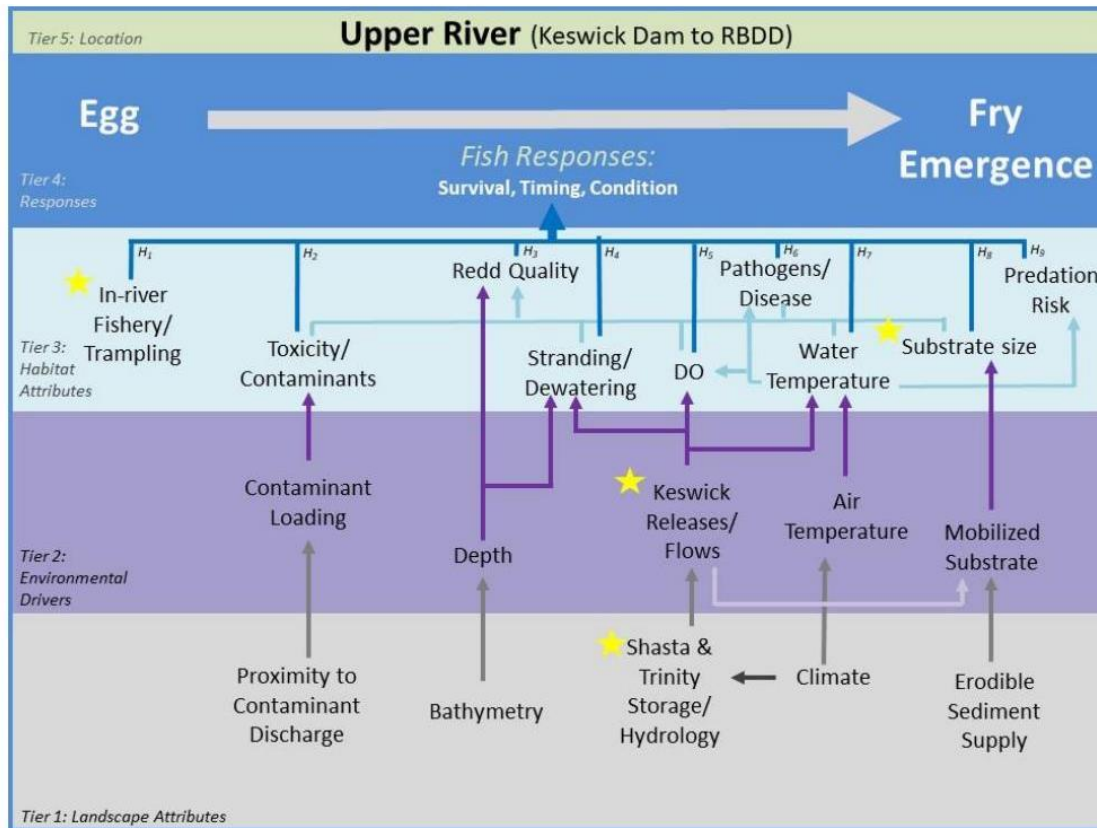 Tier 5: Location
Upper River (Keswick Dam to RBDD)
Egg
Fry
Emergence
Fish Responses:
Survival, Timing, Condition
Tier 4:
Responses
H1
H2
H3
H4
H5
H6
H7
H8
H9
In-river
Fishery/
Trampling
Toxicity/
Contaminants
Redd Quality
Stranding/
Dewatering
DO
Pathogens/
Disease
Water
Temperature
Substrate size
Predation
Risk
Tier 3:
Habitat
Attributes
Contaminant
Loading
Depth
Keswick
Releases/
Flows
Air
Temperature
Mobilized
Substrate
Tier 2:
Environmental
Drivers
Proximity to
Contaminant
Discharge
Bathymetry
Shasta &
Trinity
Storage/
Hydrology
Climate
Erodible
Sediment
Supply
Tier 1: Landscape Attributes